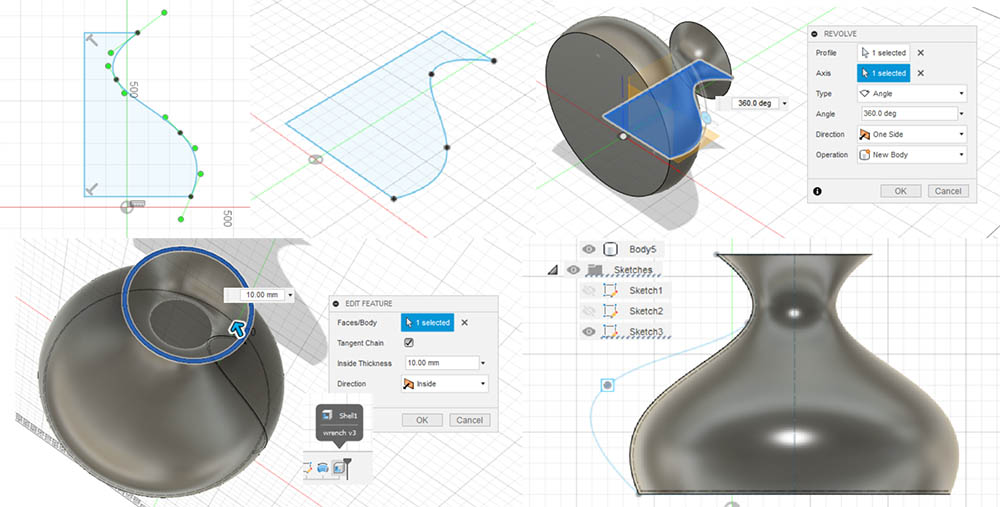 500
500
360.0 deg
REVOLVE
Profile
1 selected
Axis
1 selected
Type
Angle
Angle
360.0 deg
Direction
One Side
Operation
New Body
OK
Cancel
10.00 mm
EDIT FEATURE
Faces/Body
1 selected
Tangent Chain
Inside Thickness
10.00 mm
Direction
Inside
OK
Cancel
Shell1
wrench v3
Body5
Sketches
Sketch1
Sketch2
Sketch3